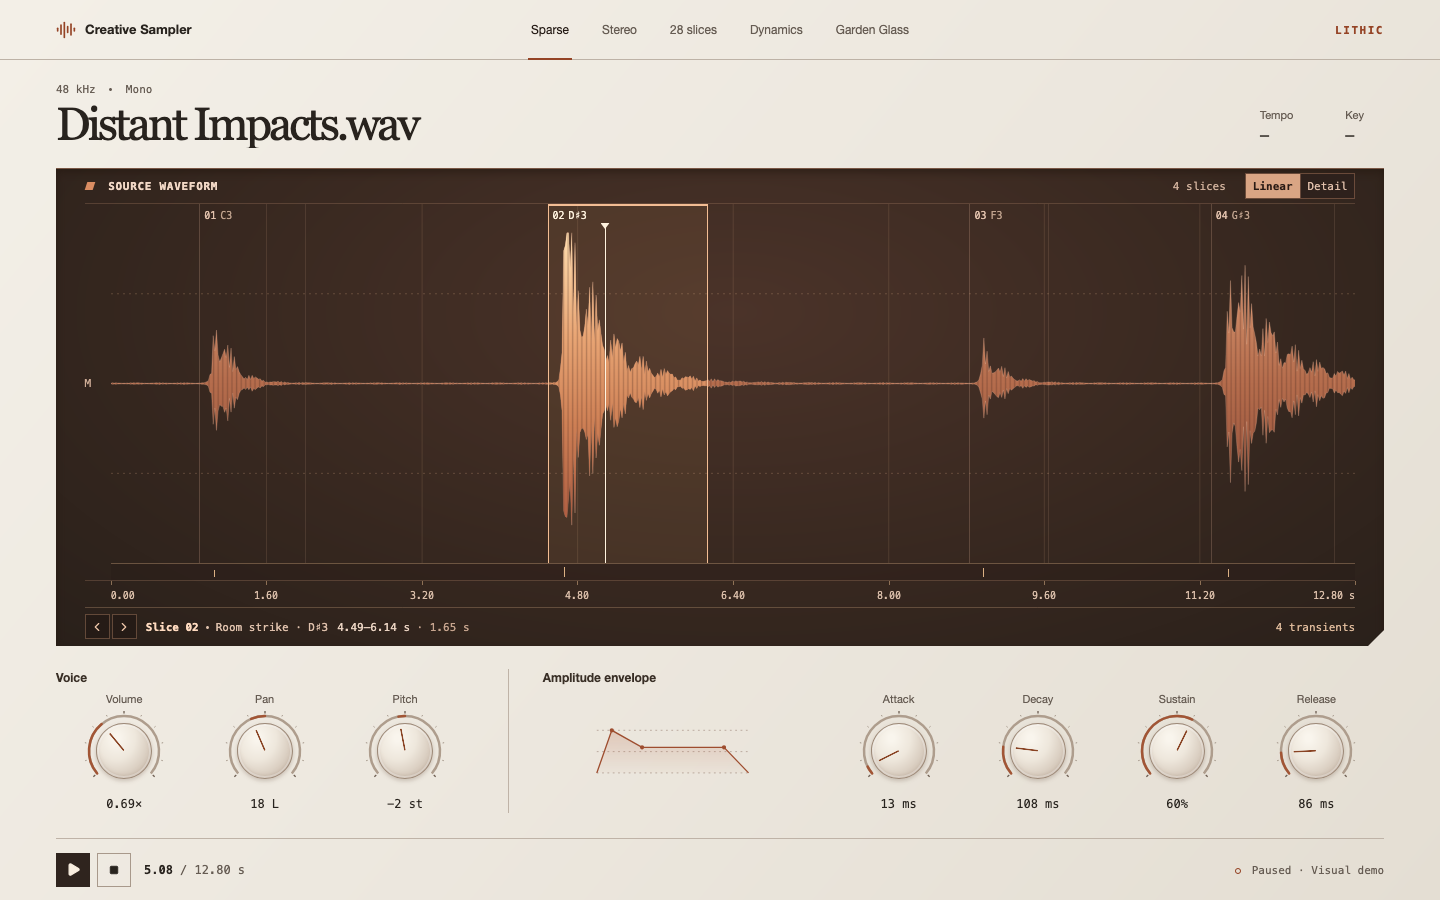 Creative Sampler
Sparse Stereo 28 slices Dynamics Garden Glass
LITHIC
48 kHz • Mono
Distant Impacts.wav
Tempo Key
— —
SOURCE WAVEFORM
4 slices Linear Detail
01 C3 02 D♯3 03 F3 04 G♯3
M
0.00 1.60 3.20 4.80 6.40 8.00 9.60 11.20 12.80 s
Slice 02 • Room strike · D♯3 4.49–6.14 s · 1.65 s
4 transients
Voice
Amplitude envelope
Volume Pan Pitch Attack Decay Sustain Release
0.69× 18 L −2 st 13 ms 108 ms 60% 86 ms
5.08 / 12.80 s
Paused · Visual demo